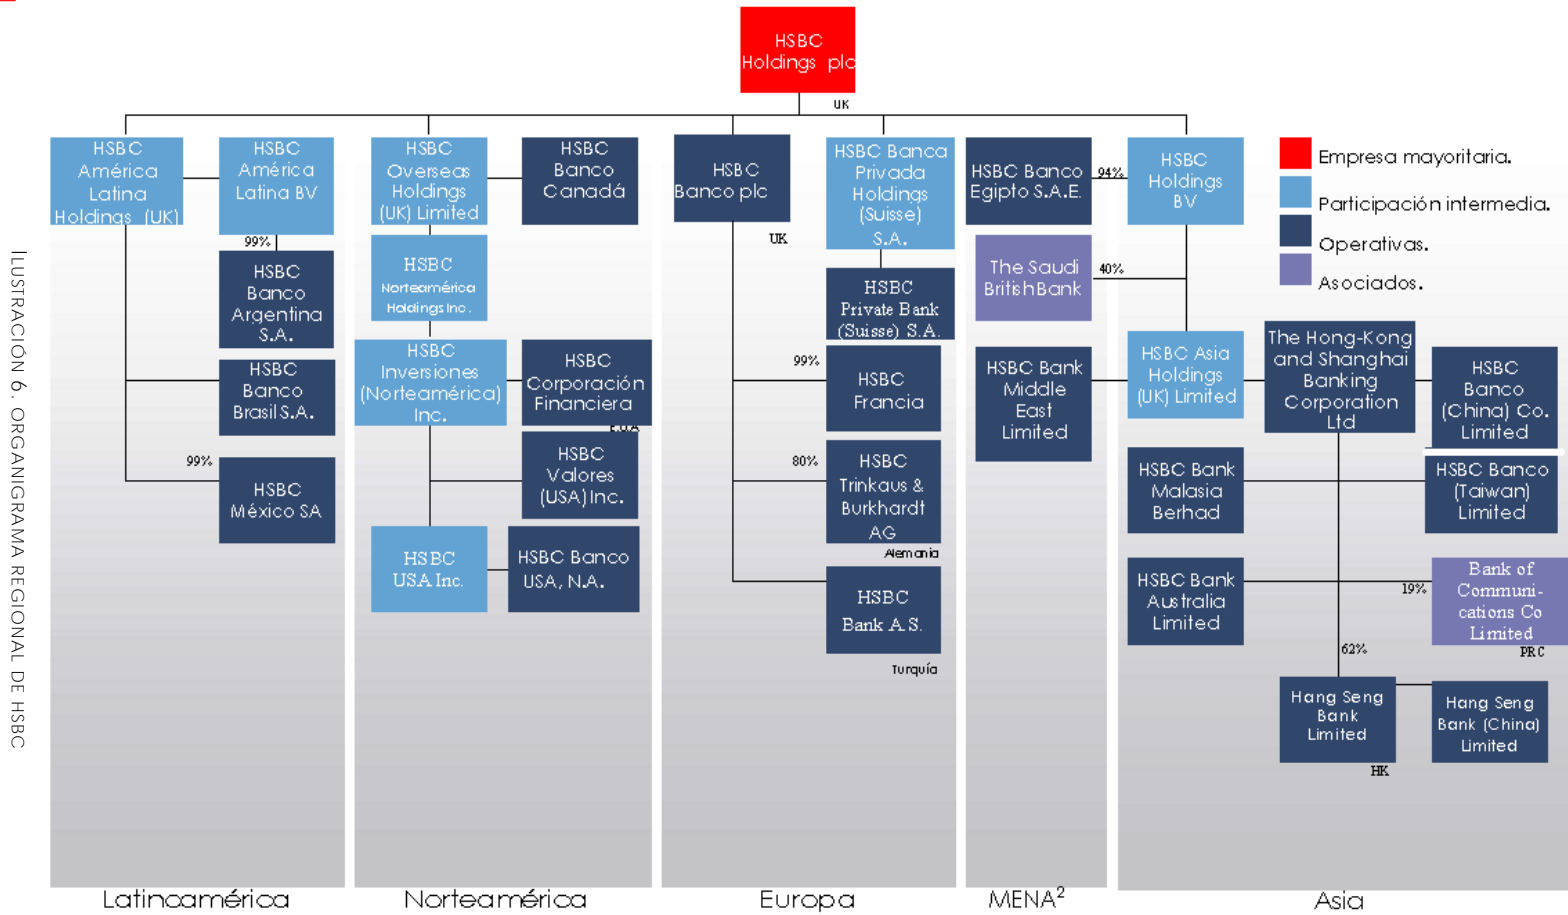 HSBC
Holdings plc
UK
HSBC
América
Latina
Holdings (UK)
HSBC
América
Latina BV
99%
HSBC
Banco
Argentina
S.A.
HSBC
Banco
Brasil S.A.
99%
HSBC
México SA
HSBC
Overseas
Holdings
(UK) Limited
HSBC
Banco
Canadá
HSBC
Norteamérica
Holdings Inc.
HSBC
Inversiones
(Norteamérica)
Inc.
HSBC
Corporación
Financiera
E.U.A
HSBC
Valores
(USA) Inc.
HSBC
USA Inc.
HSBC Banco
USA, N.A.
HSBC
Banco plc
UK
HSBC Banca
Privada
Holdings
(Suisse)
S.A.
HSBC
Private Bank
(Suisse) S.A.
99%
HSBC
Francia
80%
HSBC
Trinkaus &
Burkhardt
AG
Alemania
HSBC
Bank A.S.
Turquía
HSBC Banco
Egipto S.A.E.
94%
The Saudi
British Bank
40%
HSBC Bank
Middle
East
Limited
HSBC
Holdings
BV
HSBC Asia
Holdings
(UK) Limited
The Hong-Kong
and Shanghai
Banking
Corporation
Ltd
HSBC
Banco
(China) Co.
Limited
HSBC Bank
Malasia
Berhad
HSBC Banco
(Taiwan)
Limited
HSBC Bank
Australia
Limited
19%
Bank of
Communi-
cations Co
Limited
PRC
62%
Hang Seng
Bank
Limited
HK
Hang Seng
Bank (China)
Limited
Empresa mayoritaria.
Participación intermedia.
Operativas.
Asociados.
Latinoamérica
Norteamérica
Europa
MENA²
Asia
ILUSTRACIÓN 6. ORGANIGRAMA REGIONAL DE HSBC